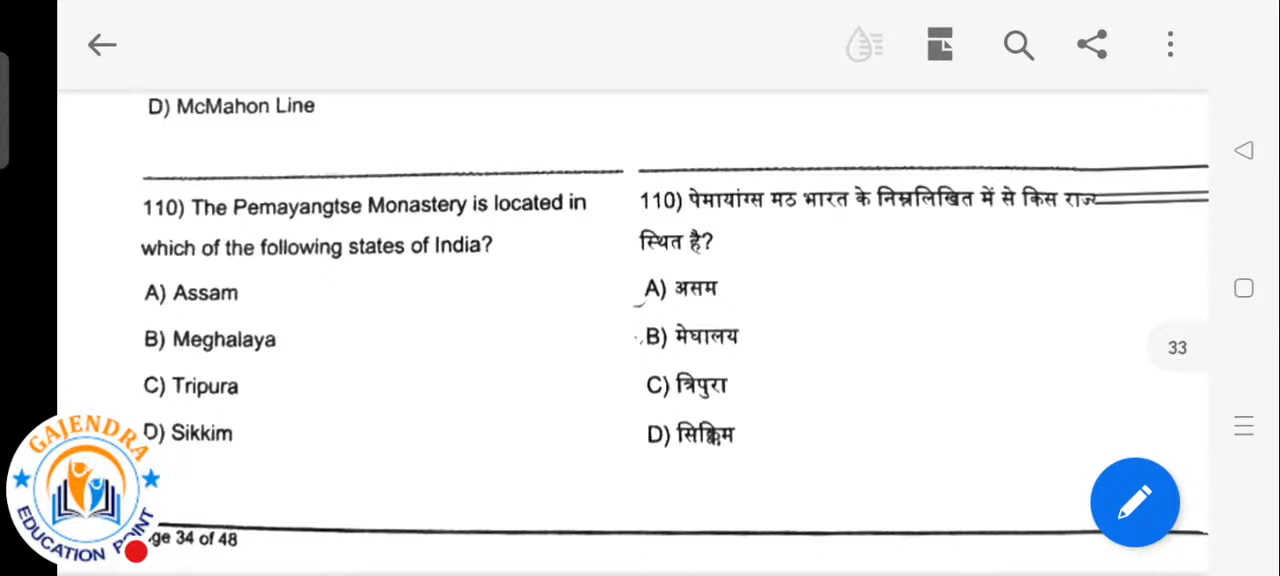 D) McMahon Line
110) The Pemayangtse Monastery is located in
which of the following states of India?
A) Assam
B) Meghalaya
C) Tripura
D) Sikkim
110) पेमायांग्स मठ भारत के निम्नलिखित में से किस राज्य
स्थित है?
A) असम
B) मेघालय
C) त्रिपुरा
D) सिक्किम
33
GAJENDRA
EDUCATION POINT
ge 34 of 48